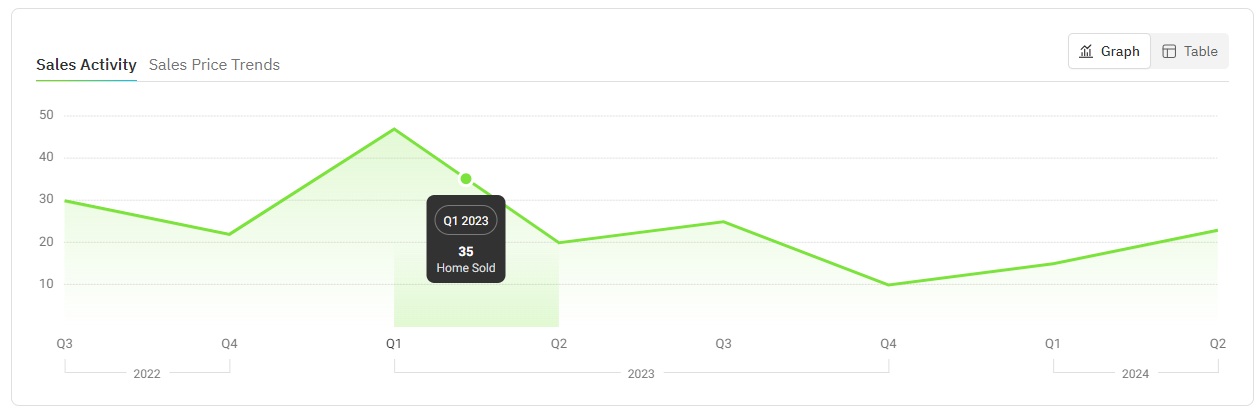 Sales Activity Sales Price Trends Graph Table
50
40
30
20
10
Q1 2023
35
Home Sold
Q3 Q4 Q1 Q2 Q3 Q4 Q1 Q2
2022 2023 2024